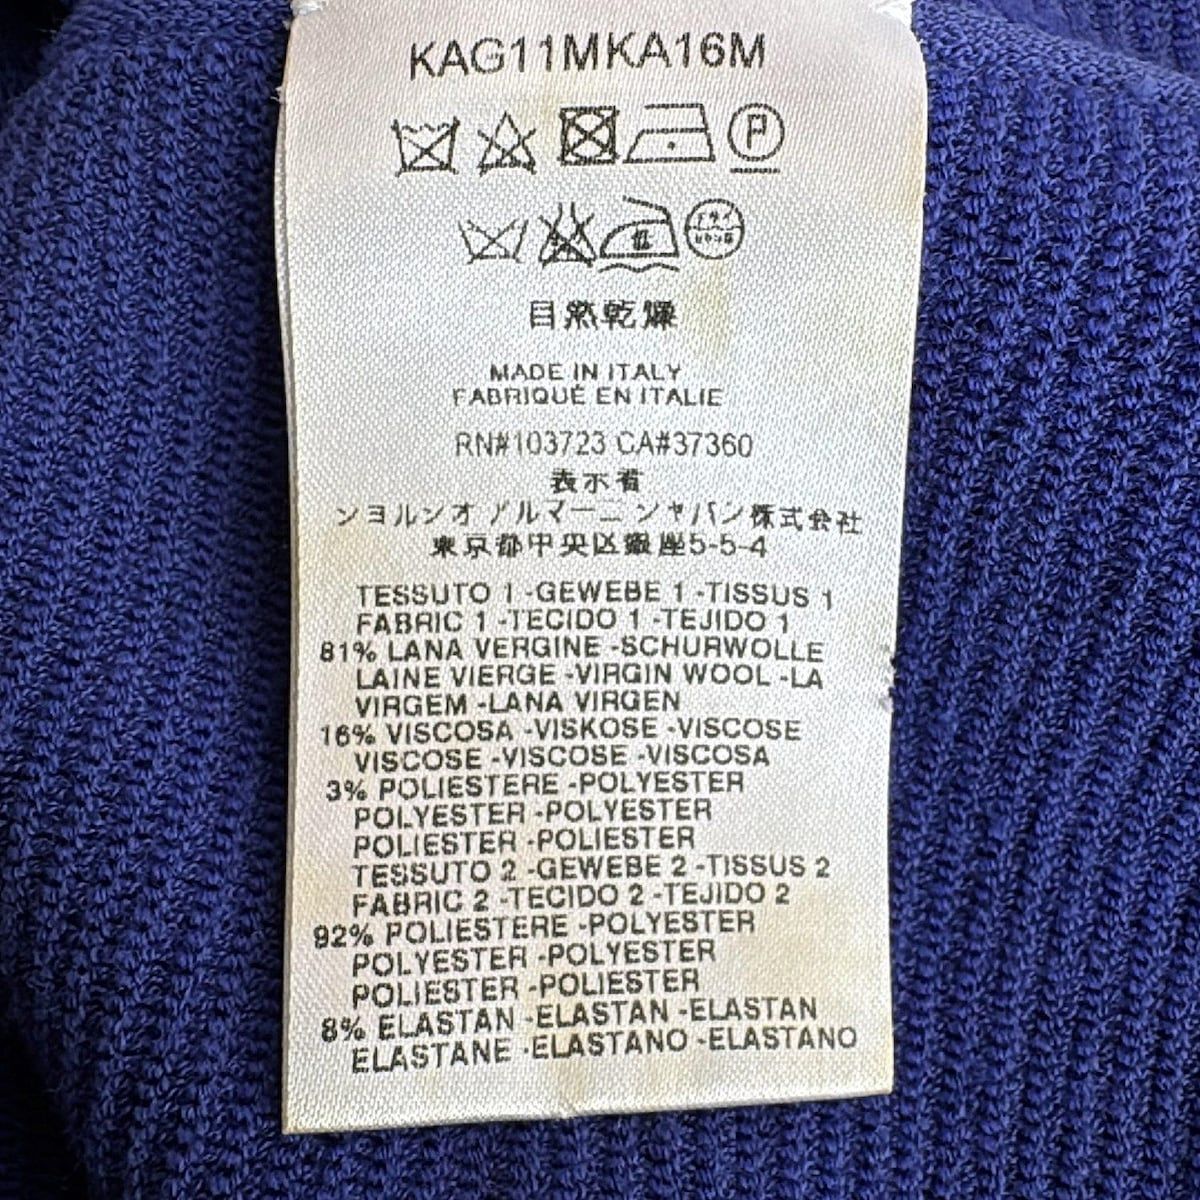 KAG11MKA16M
P
自然乾燥
MADE IN ITALY
FABRIQUÉ EN ITALIE
RN#103723 CA#37360
表示者
ンヨルンオ アルマーニ ンャパン株式会社
東京都中央区銀座5-5-4
TESSUTO 1 -GEWEBE 1 -TISSUS 1
FABRIC 1 -TECIDO 1 -TEJIDO 1
81% LANA VERGINE -SCHURWOLLE
LAINE VIERGE -VIRGIN WOOL -LA
VIRGEM -LANA VIRGEN
16% VISCOSA -VISKOSE -VISCOSE
VISCOSE -VISCOSE -VISCOSA
3% POLIESTERE -POLYESTER
POLYESTER -POLYESTER
POLIESTER -POLIESTER
TESSUTO 2 -GEWEBE 2 -TISSUS 2
FABRIC 2 -TECIDO 2 -TEJIDO 2
92% POLIESTERE -POLYESTER
POLYESTER -POLYESTER
POLIESTER -POLIESTER
8% ELASTAN -ELASTAN -ELASTAN
ELASTANE -ELASTANO -ELASTANO